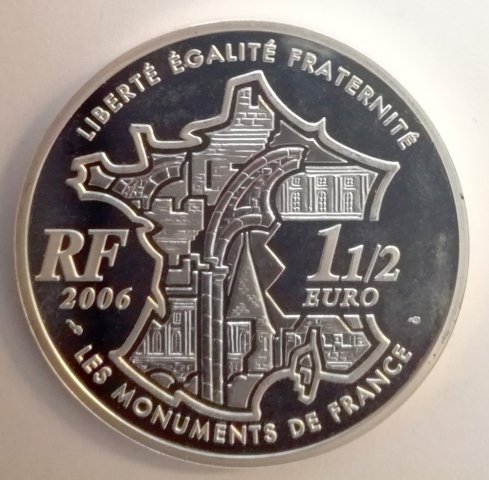 LIBERTÉ ÉGALITÉ FRATERNITÉ
RF
2006
1 1/2
EURO
LES MONUMENTS DE FRANCE